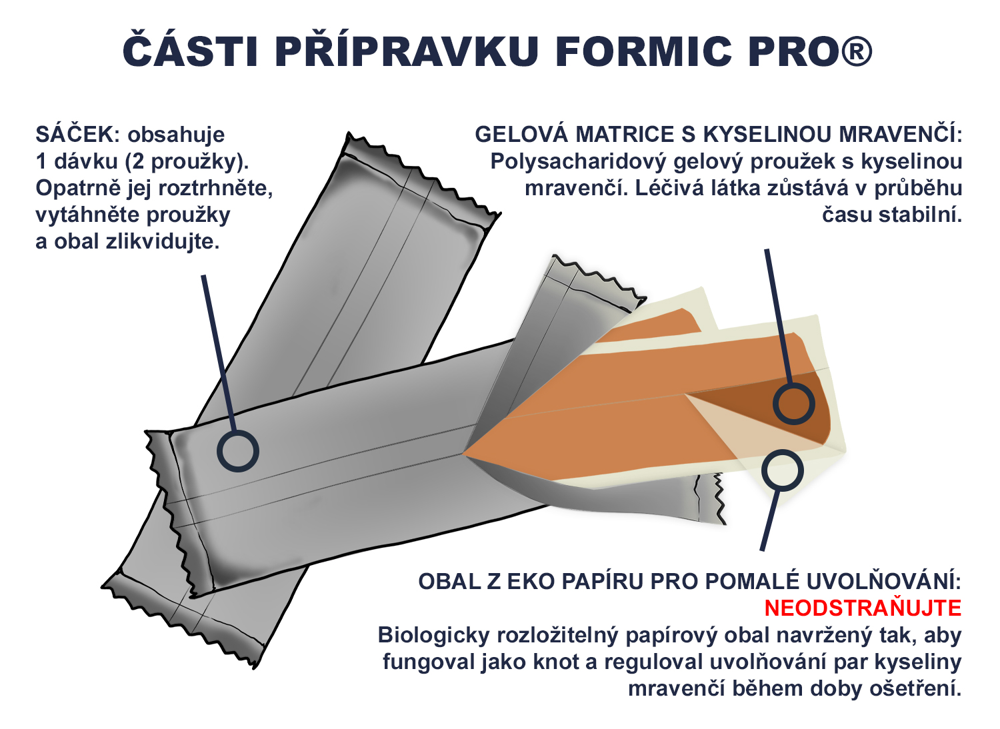 ČÁSTI PŘÍPRAVKU FORMIC PRO®
SÁČEK: obsahuje
1 dávku (2 proužky).
Opatrně jej roztrhněte,
vytáhněte proužky
a obal zlikvidujte.
GELOVÁ MATRICE S KYSELINOU MRAVENČÍ:
Polysacharidový gelový proužek s kyselinou
mravenčí. Léčivá látka zůstává v průběhu
času stabilní.
OBAL Z EKO PAPÍRU PRO POMALÉ UVOLŇOVÁNÍ:
NEODSTRAŇUJTE
Biologicky rozložitelný papírový obal navržený tak, aby
fungoval jako knot a reguloval uvolňování par kyseliny
mravenčí během doby ošetření.